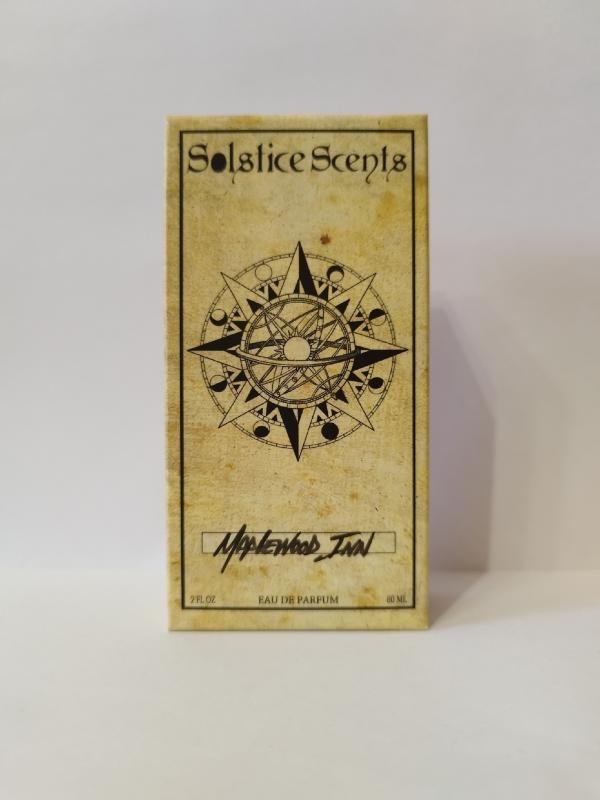 Solstice Scents
Maplewood Inn
2 FL OZ EAU DE PARFUM 60 ML